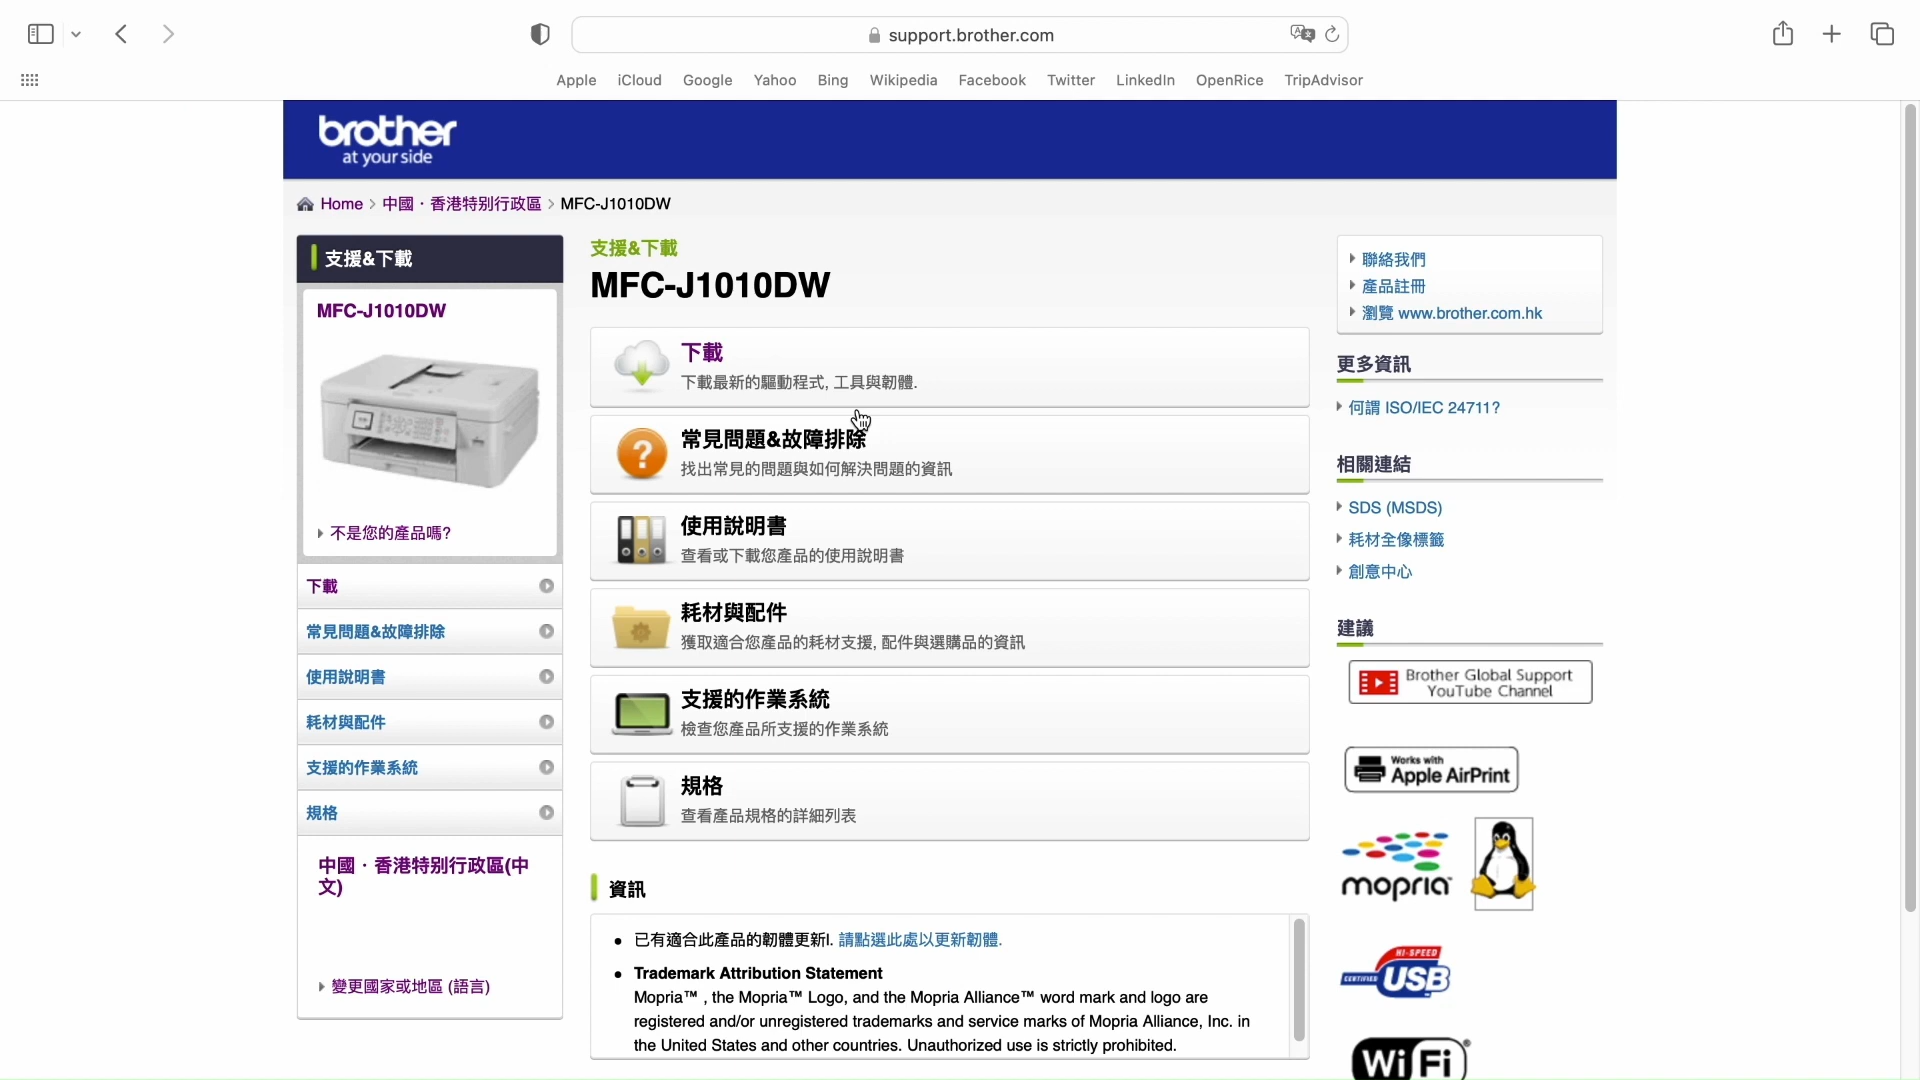 support.brother.com
Apple iCloud Google Yahoo Bing Wikipedia Facebook Twitter LinkedIn OpenRice TripAdvisor
brother
at your side
Home > 中國‧香港特别行政區 > MFC-J1010DW
支援&下載
MFC-J1010DW
不是您的產品嗎?
下載
常見問題&故障排除
使用說明書
耗材與配件
支援的作業系統
規格
中國‧香港特别行政區(中
文)
變更國家或地區 (語言)
支援&下載
MFC-J1010DW
下載
下載最新的驅動程式, 工具與韌體.
常見問題&故障排除
找出常見的問題與如何解決問題的資訊
使用說明書
查看或下載您產品的使用說明書
耗材與配件
獲取適合您產品的耗材支援, 配件與選購品的資訊
支援的作業系統
檢查您產品所支援的作業系統
規格
查看產品規格的詳細列表
資訊
已有適合此產品的韌體更新l. 請點選此處以更新韌體.
Trademark Attribution Statement
Mopria™ , the Mopria™ Logo, and the Mopria Alliance™ word mark and logo are
registered and/or unregistered trademarks and service marks of Mopria Alliance, Inc. in
the United States and other countries. Unauthorized use is strictly prohibited.
聯絡我們
產品註冊
瀏覽 www.brother.com.hk
更多資訊
何謂 ISO/IEC 24711?
相關連結
SDS (MSDS)
耗材全像標籤
創意中心
建議
Brother Global Support
YouTube Channel
Works with
Apple AirPrint
mopria
HI-SPEED
CERTIFIED USB
WiFi